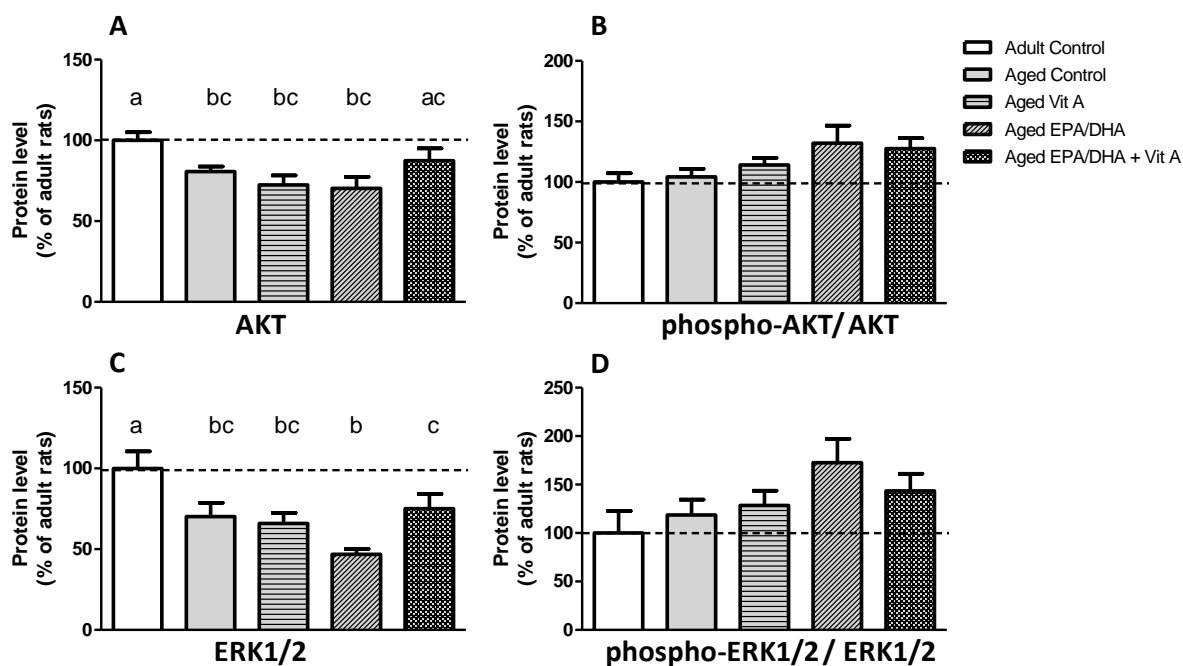 A
Protein level
(% of adult rats)
150
100
50
0
a bc bc bc ac
AKT
B
Protein level
(% of adult rats)
200
150
100
50
0
phospho-AKT/ AKT
Adult Control
Aged Control
Aged Vit A
Aged EPA/DHA
Aged EPA/DHA + Vit A
C
Protein level
(% of adult rats)
150
100
50
0
a bc bc b c
ERK1/2
D
Protein level
(% of adult rats)
250
200
150
100
50
0
phospho-ERK1/2 / ERK1/2